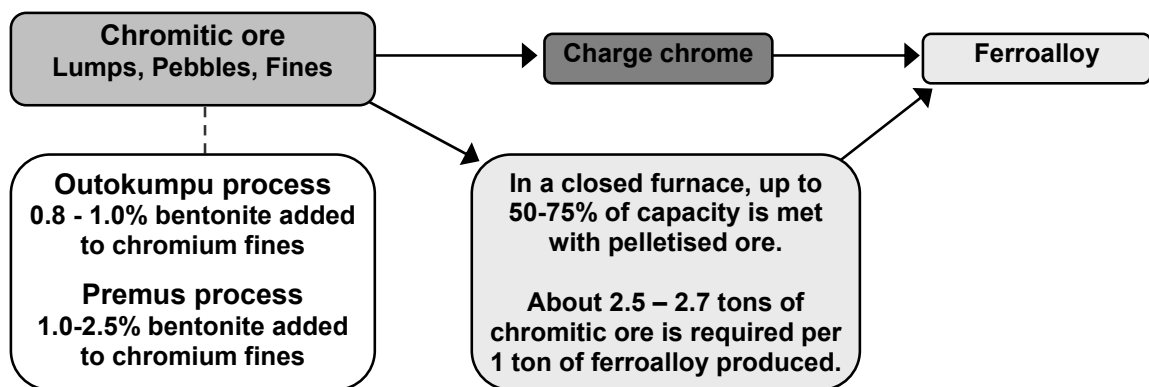 Chromitic ore
Lumps, Pebbles, Fines
Charge chrome
Ferroalloy
Outokumpu process
0.8 - 1.0% bentonite added
to chromium fines
Premus process
1.0-2.5% bentonite added
to chromium fines
In a closed furnace, up to
50-75% of capacity is met
with pelletised ore.
About 2.5 – 2.7 tons of
chromitic ore is required per
1 ton of ferroalloy produced.